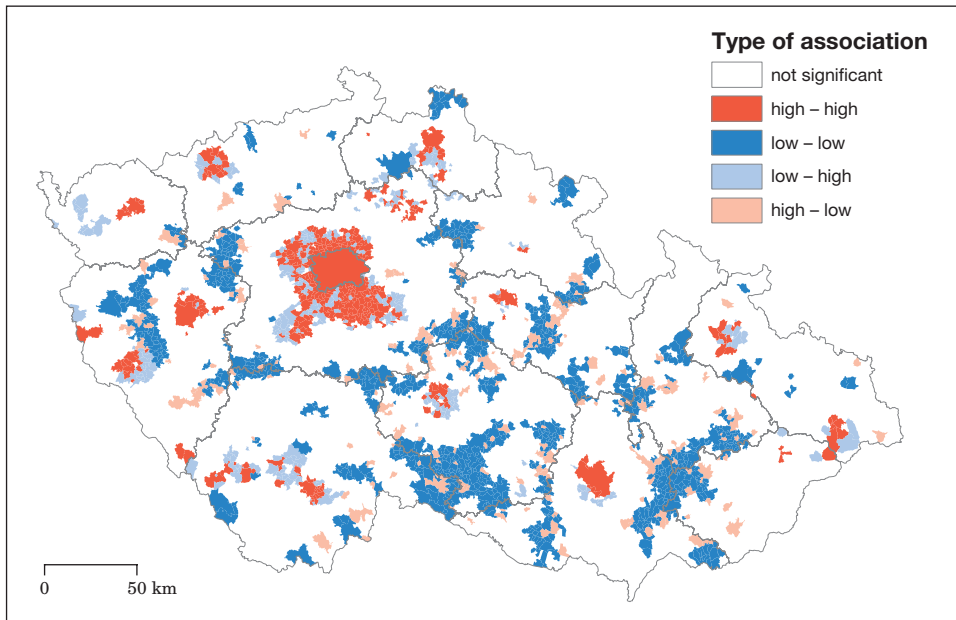 Type of association
not significant
high – high
low – low
low – high
high – low
0 50 km